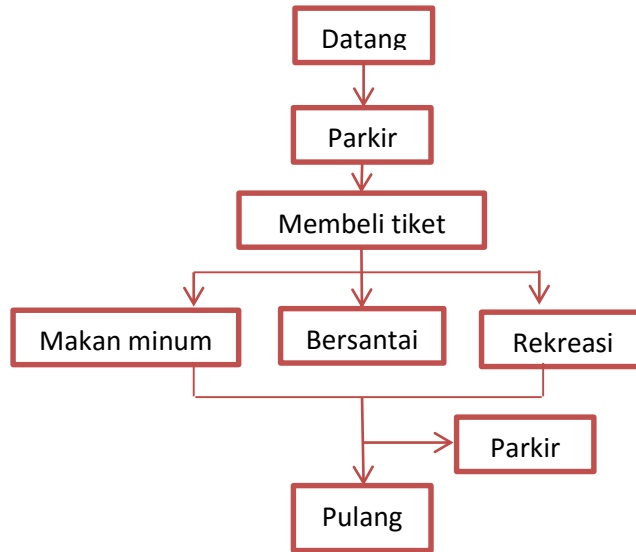 Datang
Parkir
Membeli tiket
Makan minum
Bersantai
Rekreasi
Parkir
Pulang